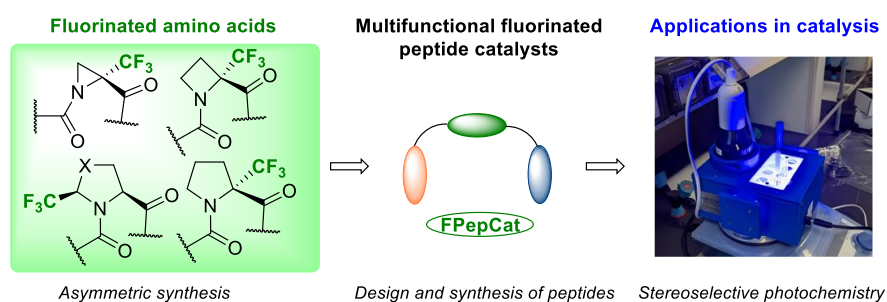 Fluorinated amino acids
Multifunctional fluorinated
peptide catalysts
Applications in catalysis
CF3
N
O
O
CF3
N
O
O
X
F3C
N
O
O
CF3
N
O
O
FPepCat
Asymmetric synthesis
Design and synthesis of peptides
Stereoselective photochemistry